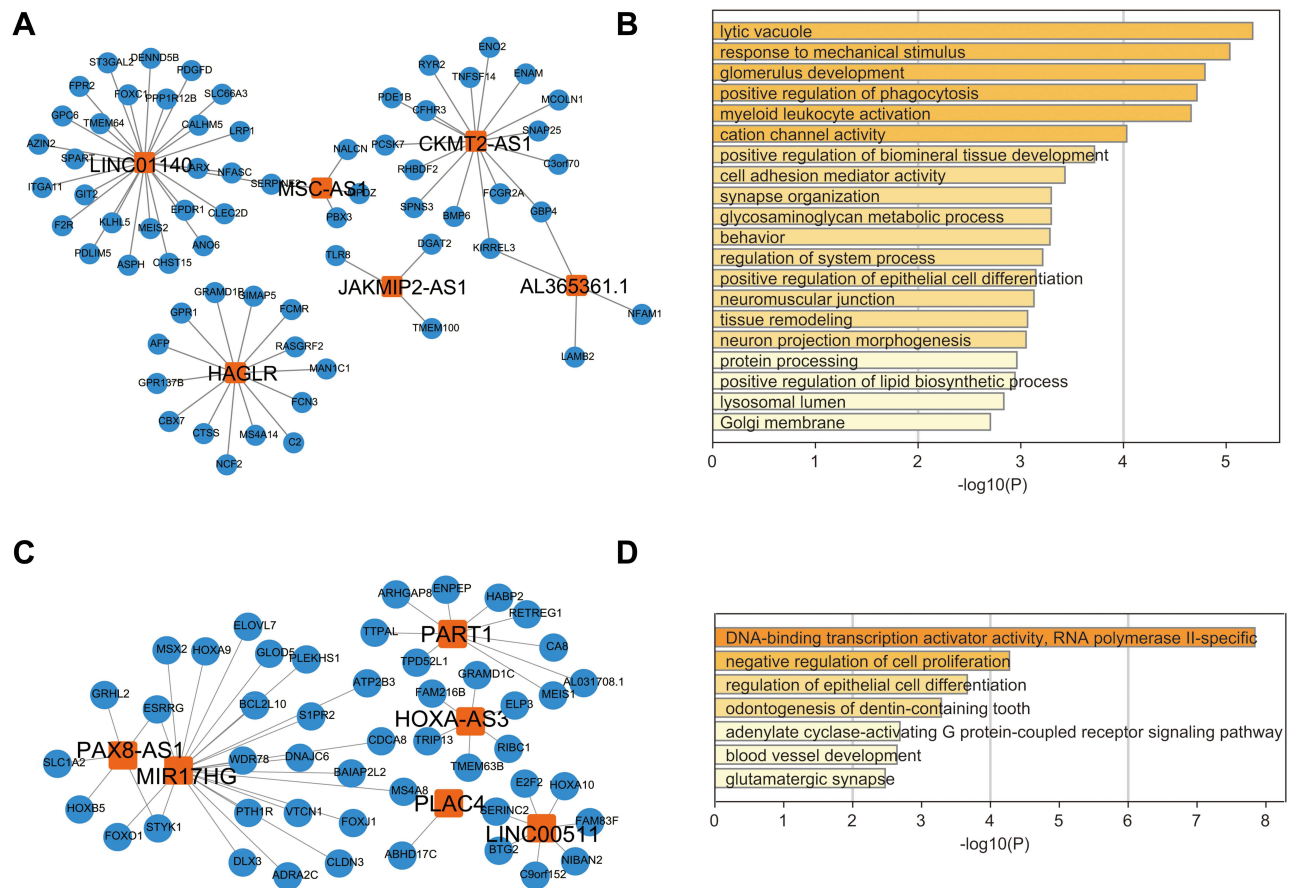 A
ST3GAL2
DENND5B
PDGFD
FPR2
FOXC1
PPP1R12B
SLC66A3
GPC6
TMEM64
CALHM5
LRP1
AZIN2
SPAR
LINC01140
ARX
NFASC
SERPINE2
ITGA11
GIT2
EPDR1
CLEC2D
F2R
KLHL5
MEIS2
ANO6
PDLIM5
ASPH
CHST15
NALCN
MSC-AS1
PBX3
ENO2
RYR2
TNFSF14
ENAM
PDE1B
CFHR3
MCOLN1
SNAP25
PCSK7
CKMT2-AS1
C3orf70
RHBDF2
FCGR2A
SPNS3
BMP6
GBP4
KIRREL3
DGAT2
TLR8
JAKMIP2-AS1
TMEM100
AL365361.1
NFAM1
LAMB2
GRAMD1B
GIMAP5
GPR1
FCMR
AFP
RASGRF2
HAGLR
MAN1C1
GPR137B
FCN3
CBX7
CTSS
MS4A14
C2
NCF2
B
lytic vacuole
response to mechanical stimulus
glomerulus development
positive regulation of phagocytosis
myeloid leukocyte activation
cation channel activity
positive regulation of biomineral tissue development
cell adhesion mediator activity
synapse organization
glycosaminoglycan metabolic process
behavior
regulation of system process
positive regulation of epithelial cell differentiation
neuromuscular junction
tissue remodeling
neuron projection morphogenesis
protein processing
positive regulation of lipid biosynthetic process
lysosomal lumen
Golgi membrane
0 1 2 3 4 5
-log10(P)
C
ELOVL7
MSX2
HOXA9
GLOD5
PLEKHS1
GRHL2
ESRRG
BCL2L10
ATP2B3
S1PR2
PAX8-AS1
CDCA8
SLC1A2
MIR17HG
WDR78
DNAJC6
BAIAP2L2
MS4A8
HOXB5
FOXO1
STYK1
PTH1R
VTCN1
FOXJ1
DLX3
ADRA2C
CLDN3
ARHGAP8
ENPEP
HABP2
RETREG1
TTPAL
PART1
CA8
TPD52L1
MEIS1
AL031708.1
GRAMD1C
FAM216B
ELP3
HOXA-AS3
TRIP13
RIBC1
TMEM63B
PLAC4
ABHD17C
E2F2
HOXA10
SERINC2
FAM83F
LINC00511
BTG2
NIBAN2
C9orf152
D
DNA-binding transcription activator activity, RNA polymerase II-specific
negative regulation of cell proliferation
regulation of epithelial cell differentiation
odontogenesis of dentin-containing tooth
adenylate cyclase-activating G protein-coupled receptor signaling pathway
blood vessel development
glutamatergic synapse
0 1 2 3 4 5 6 7 8
-log10(P)